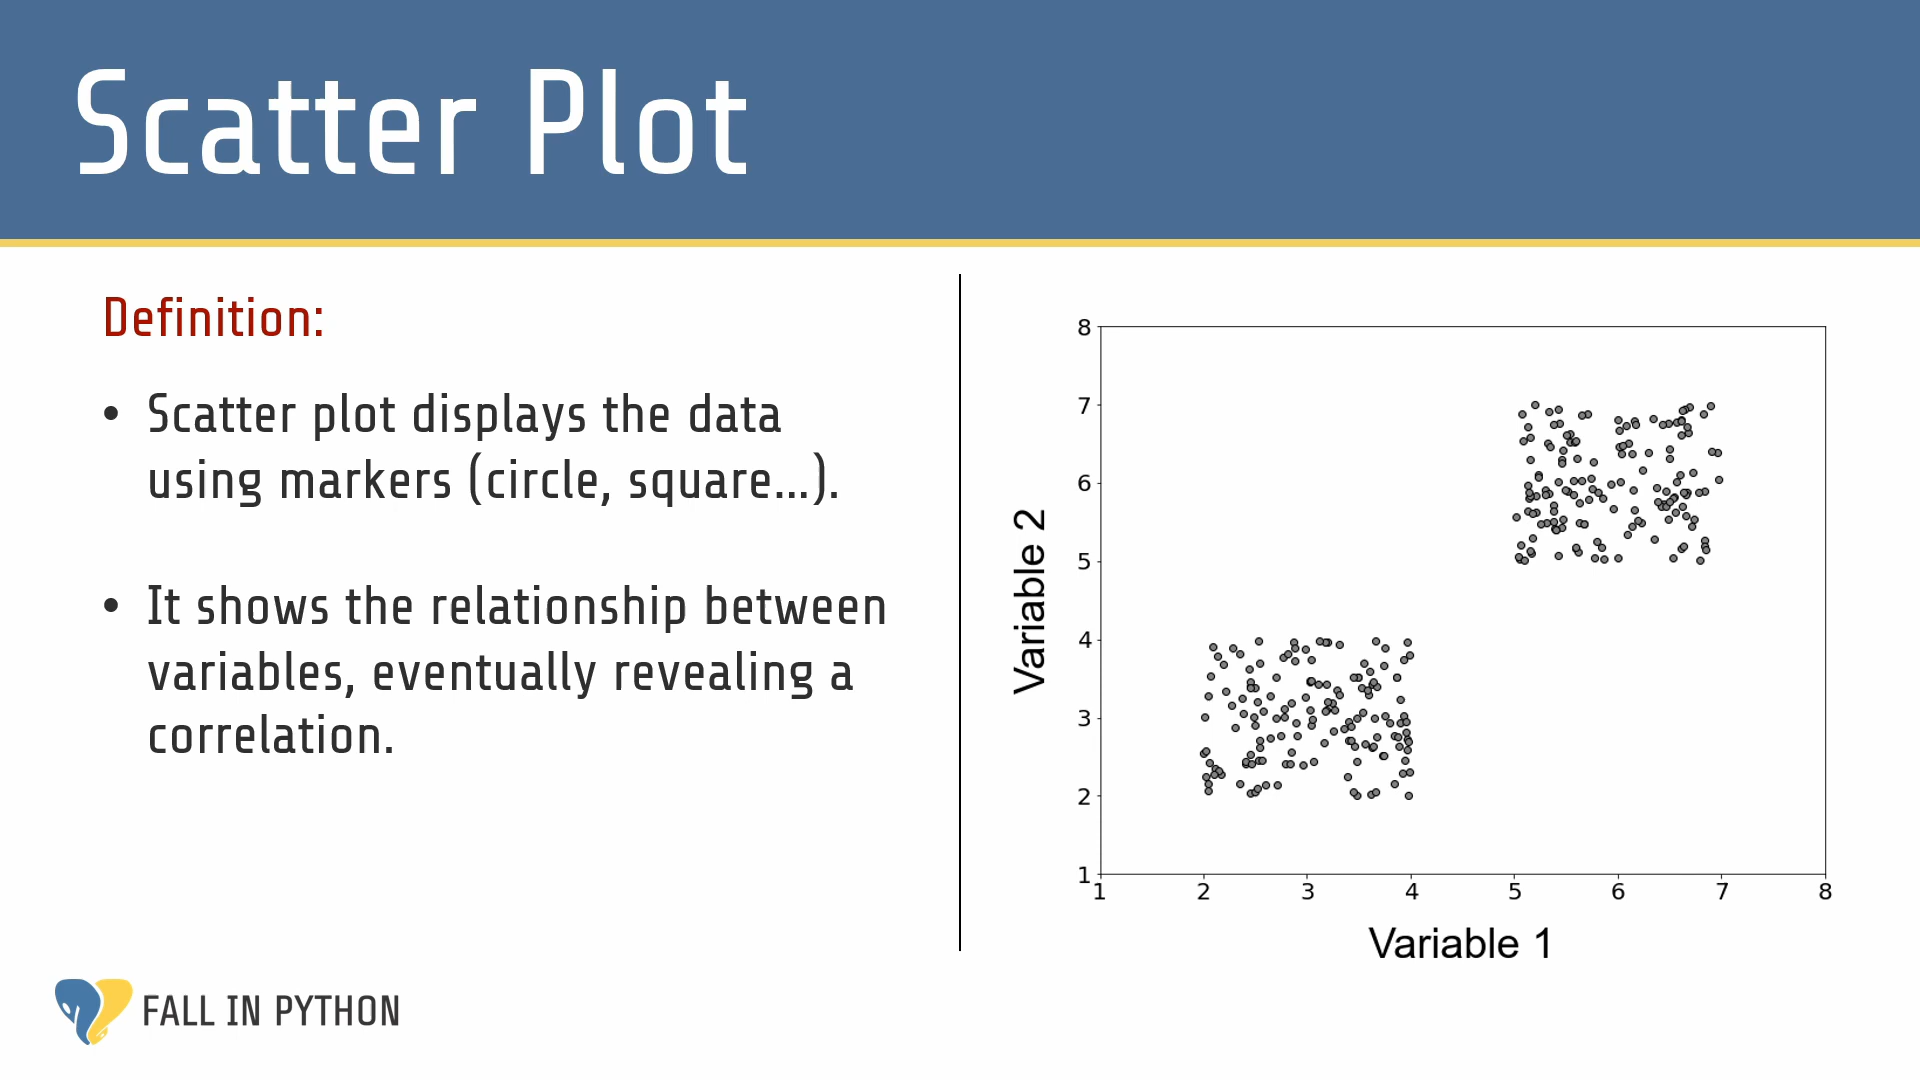 Scatter Plot
Definition:
• Scatter plot displays the data
using markers (circle, square...).
• It shows the relationship between
variables, eventually revealing a
correlation.
8
7
6
5
4
3
2
1
Variable 2
1 2 3 4 5 6 7 8
Variable 1
FALL IN PYTHON